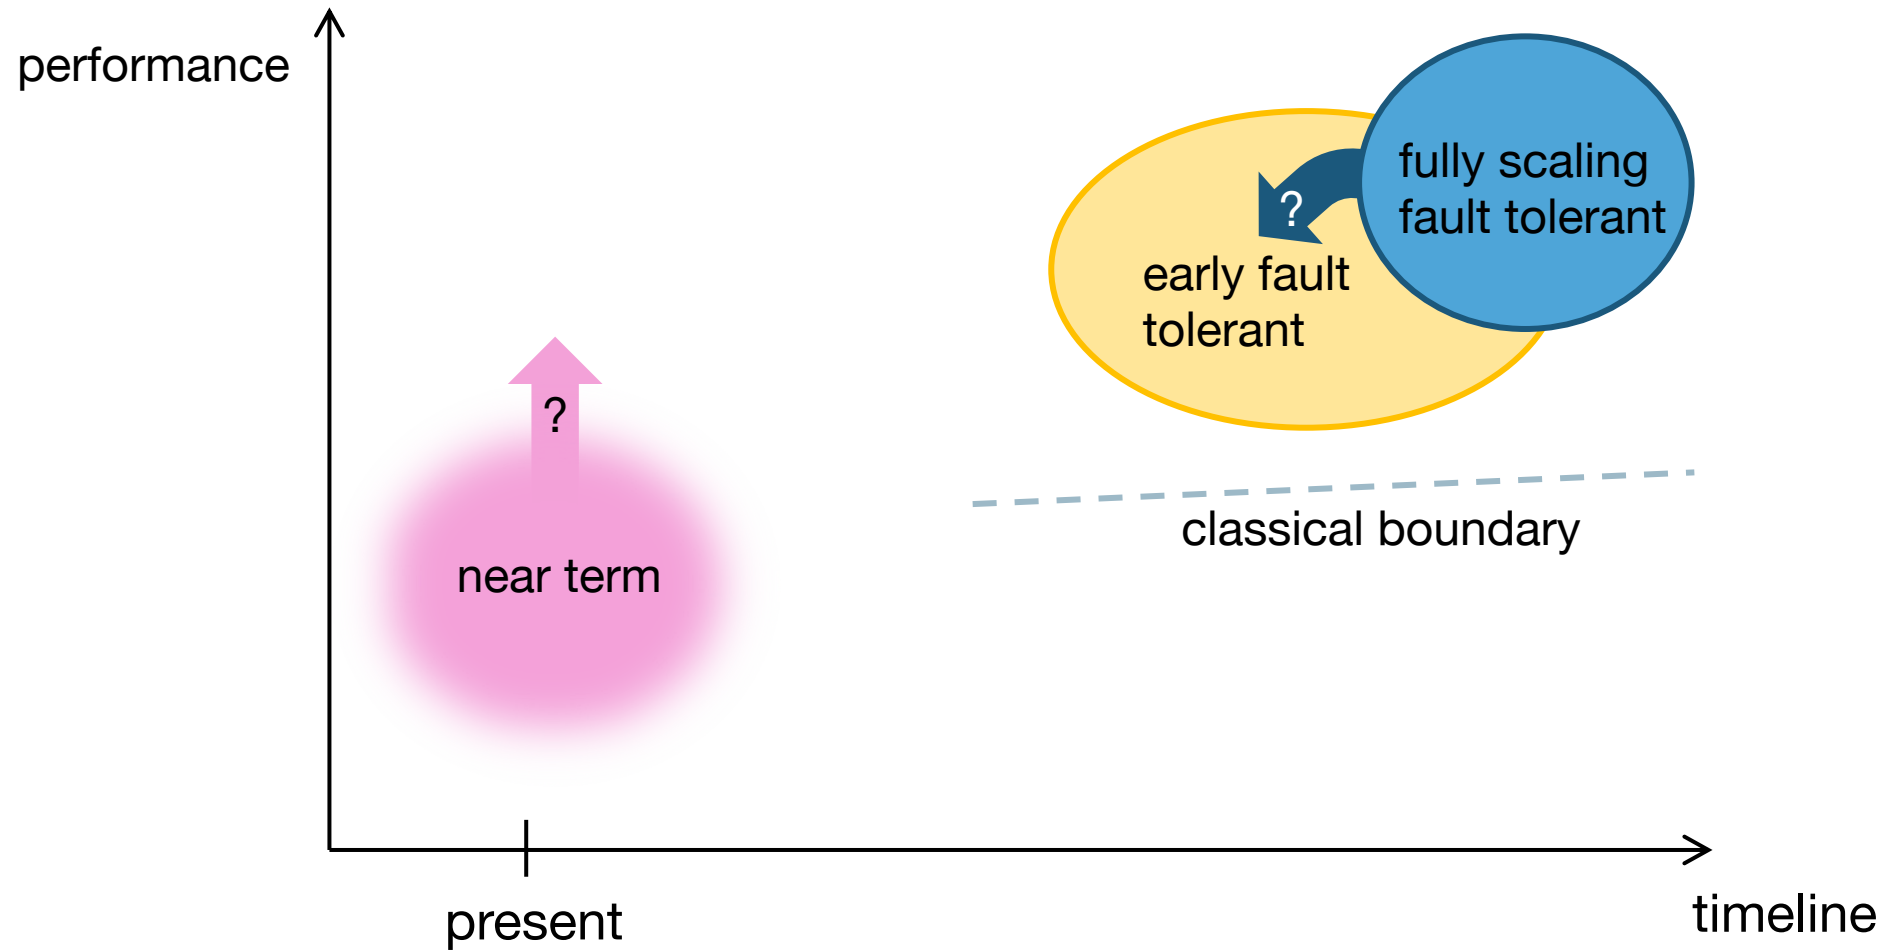 performance
fully scaling
fault tolerant
?
early fault
tolerant
?
classical boundary
near term
present
timeline